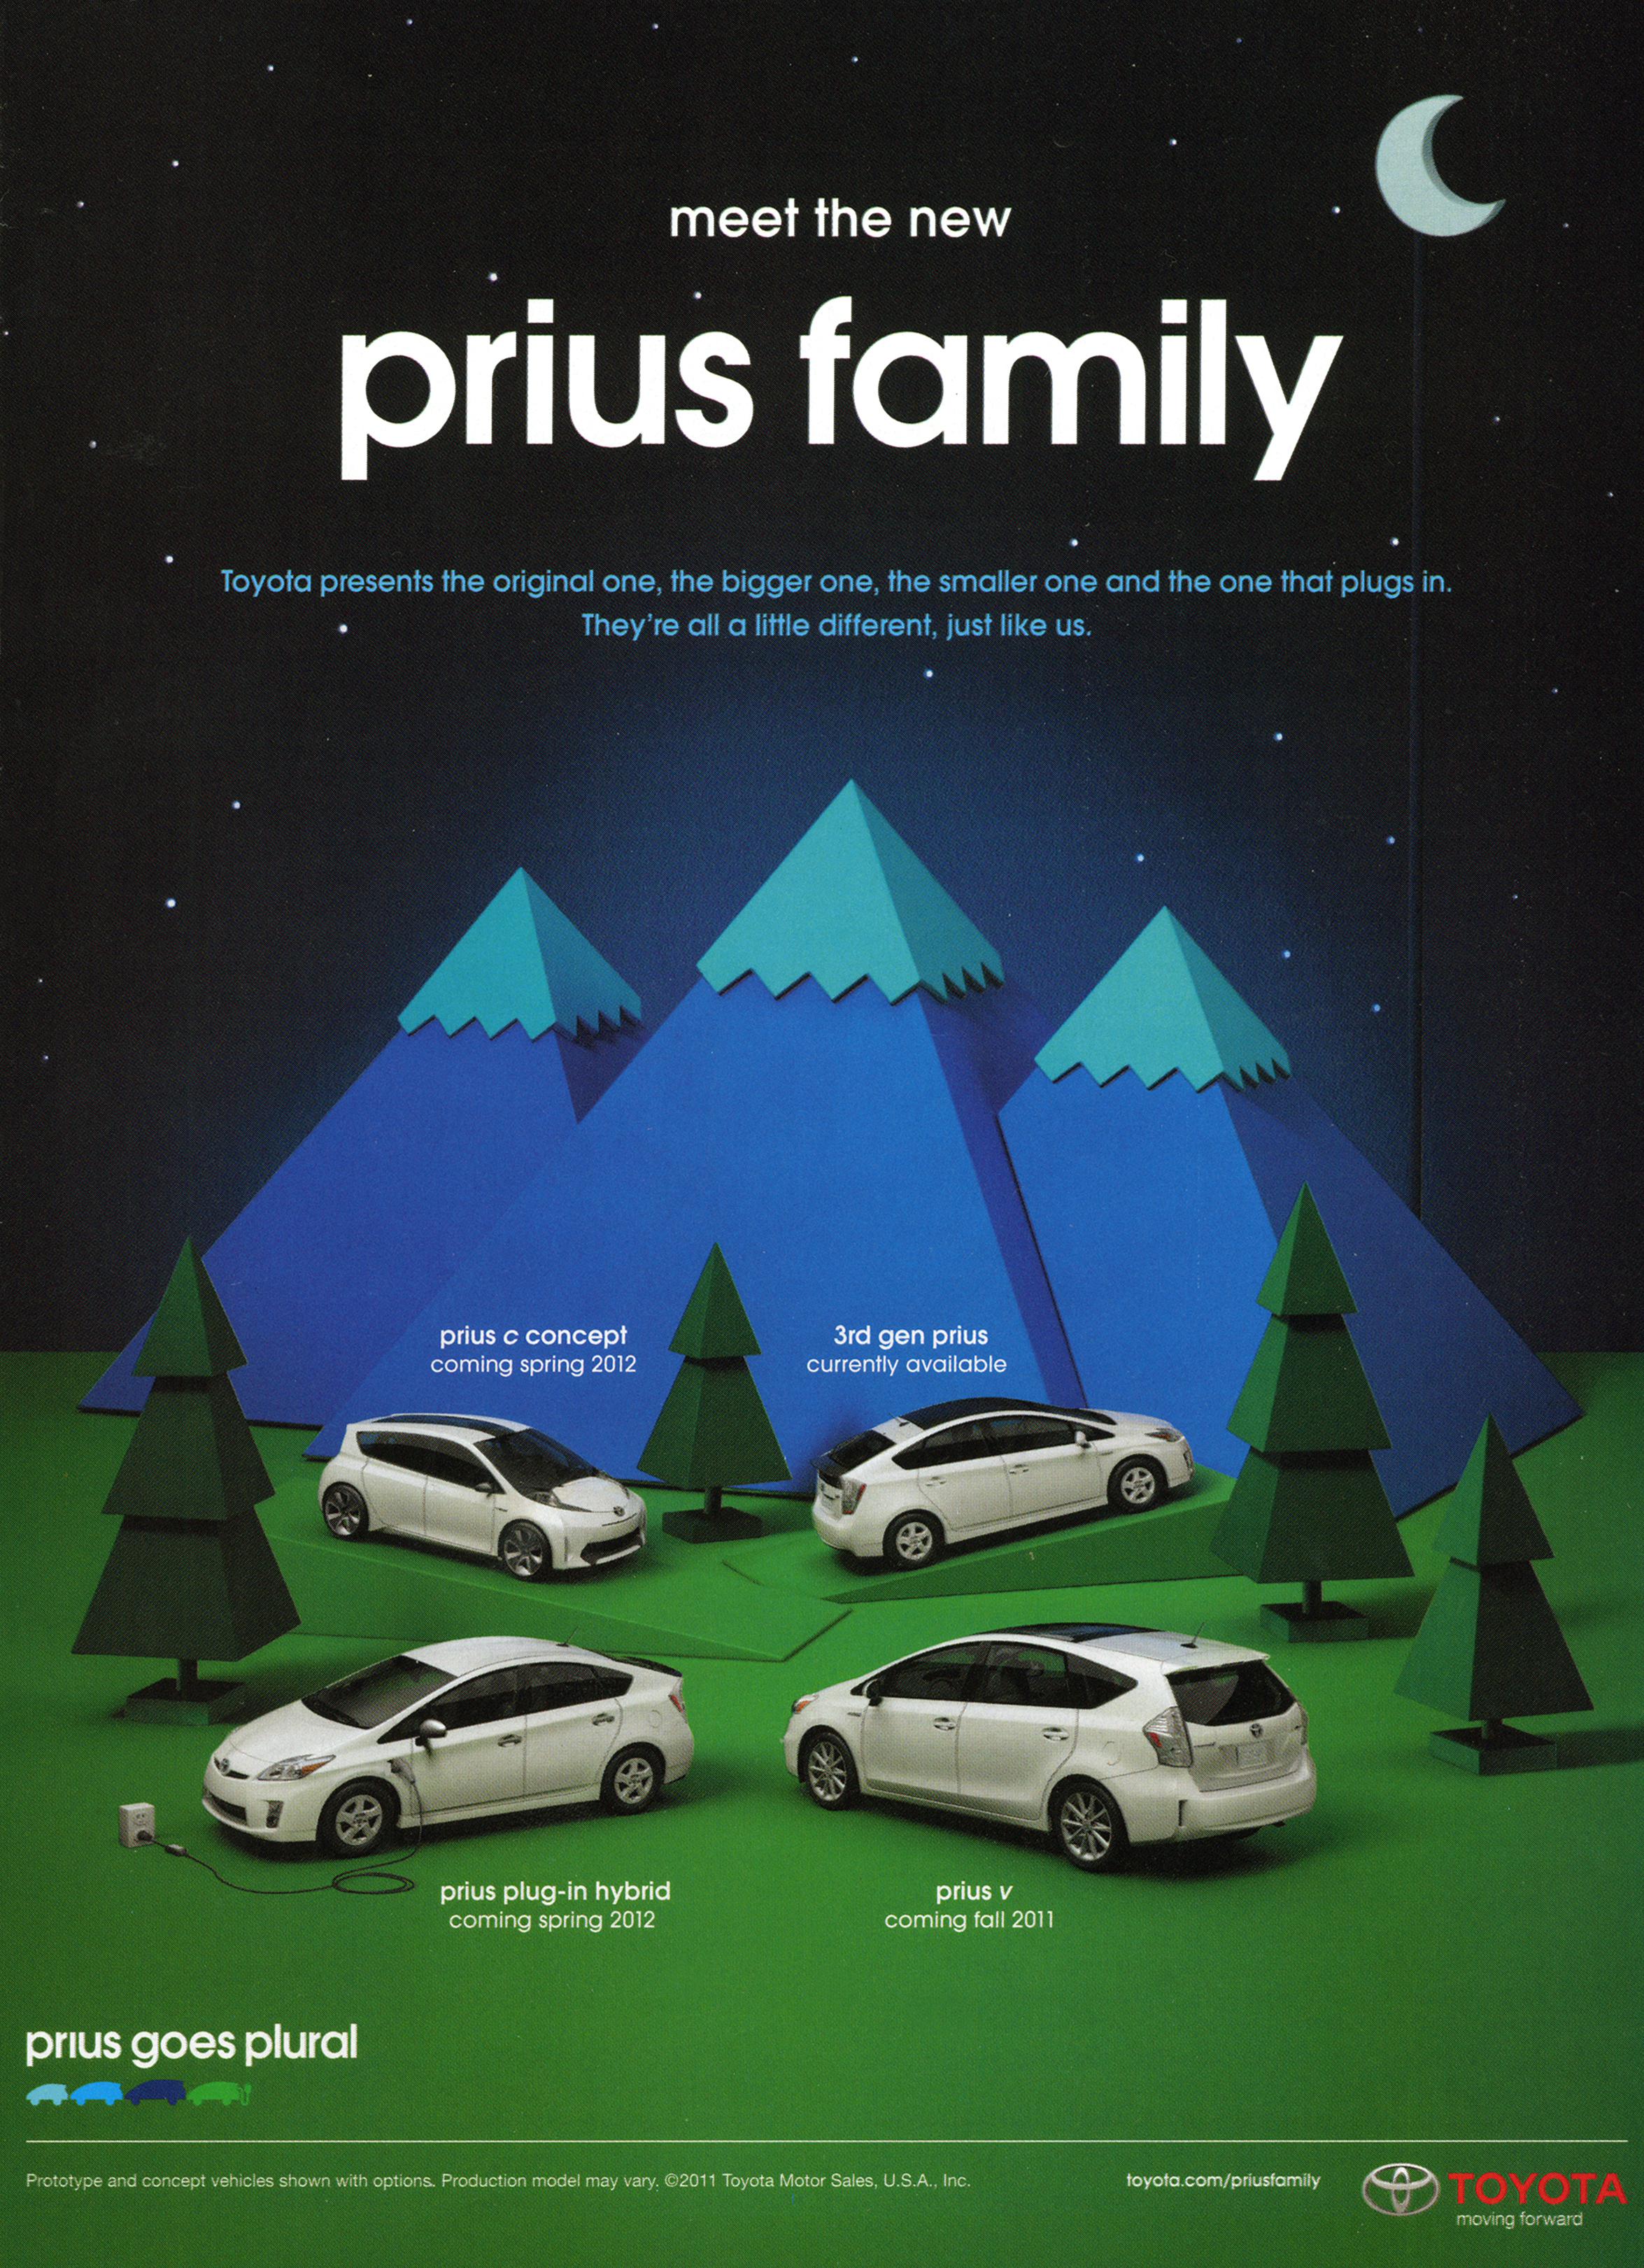 meet the new
prius family
Toyota presents the original one, the bigger one, the smaller one and the one that plugs in.
They're all a little different, just like us.
prius c concept
coming spring 2012
3rd gen prius
currently available
prius plug-in hybrid
coming spring 2012
prius v
coming fall 2011
prius goes plural
Prototype and concept vehicles shown with options. Production model may vary. ©2011 Toyota Motor Sales, U.S.A., Inc.
toyota.com/priusfamily
TOYOTA
moving forward